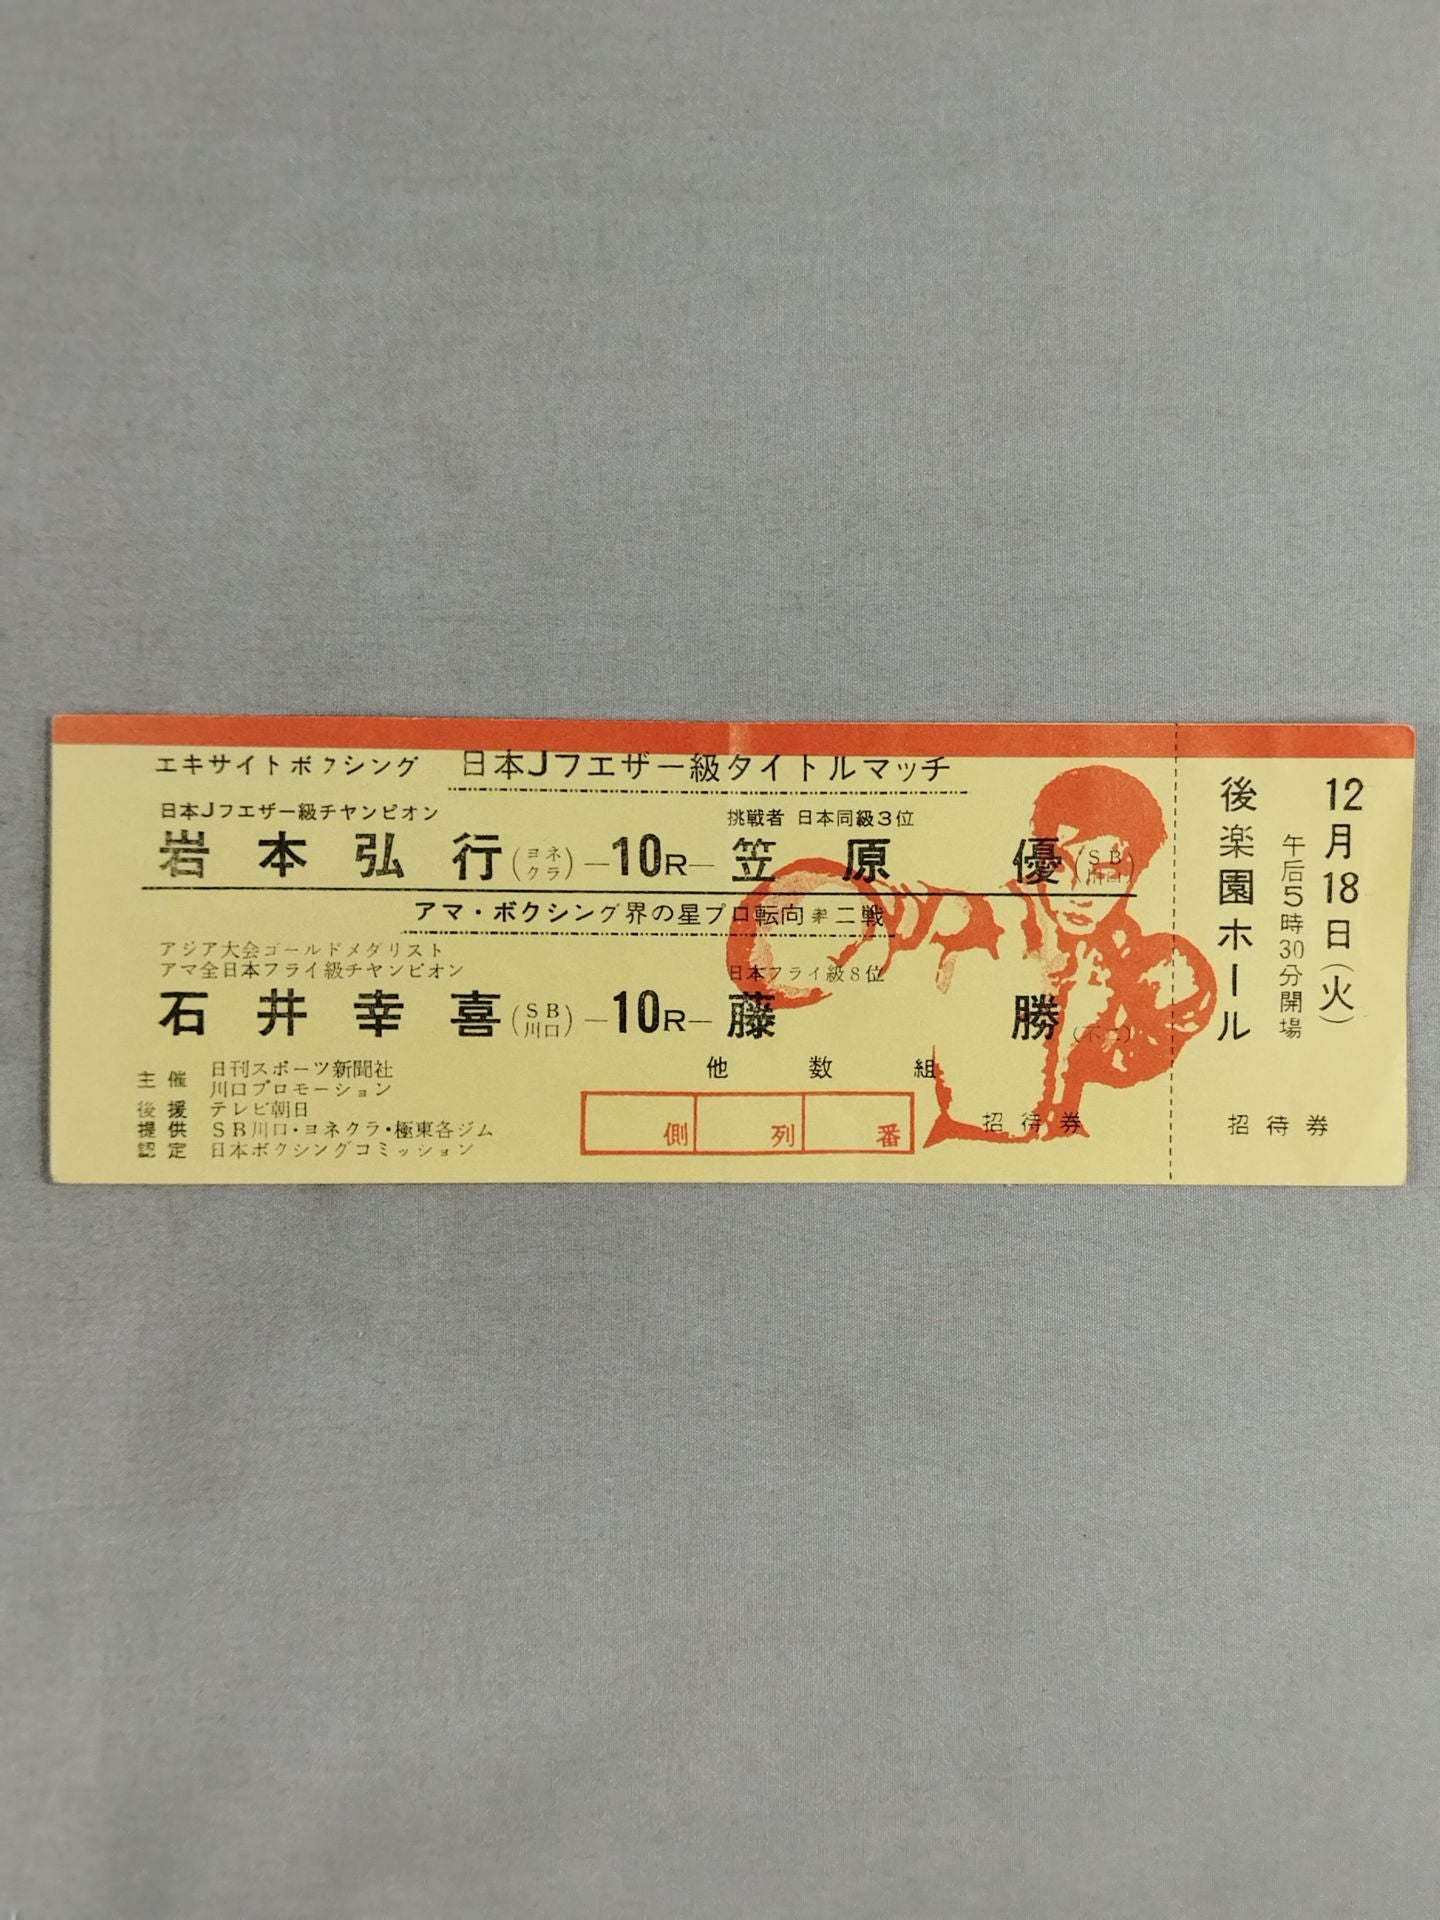 エキサイトボクシング 日本Jフエザー級タイトルマッチ
日本Jフエザー級チャンピオン 挑戦者 日本同級3位
岩本弘行(ヨネクラ)―10R―笠原優(SB川口)
アマ・ボクシング界の星プロ転向 二戦
アジア大会ゴールドメダリスト
アマ全日本フライ級チャンピオン 日本フライ級8位
石井幸喜(SB川口)―10R―藤勝(不二)
他数組
主催 日刊スポーツ新聞社
川口プロモーション
後援 テレビ朝日
提供 SB川口・ヨネクラ・極東各ジム
認定 日本ボクシングコミッション
側 列 番
招待券
12月18日(火)
午后5時30分開場
後楽園ホール
招待券